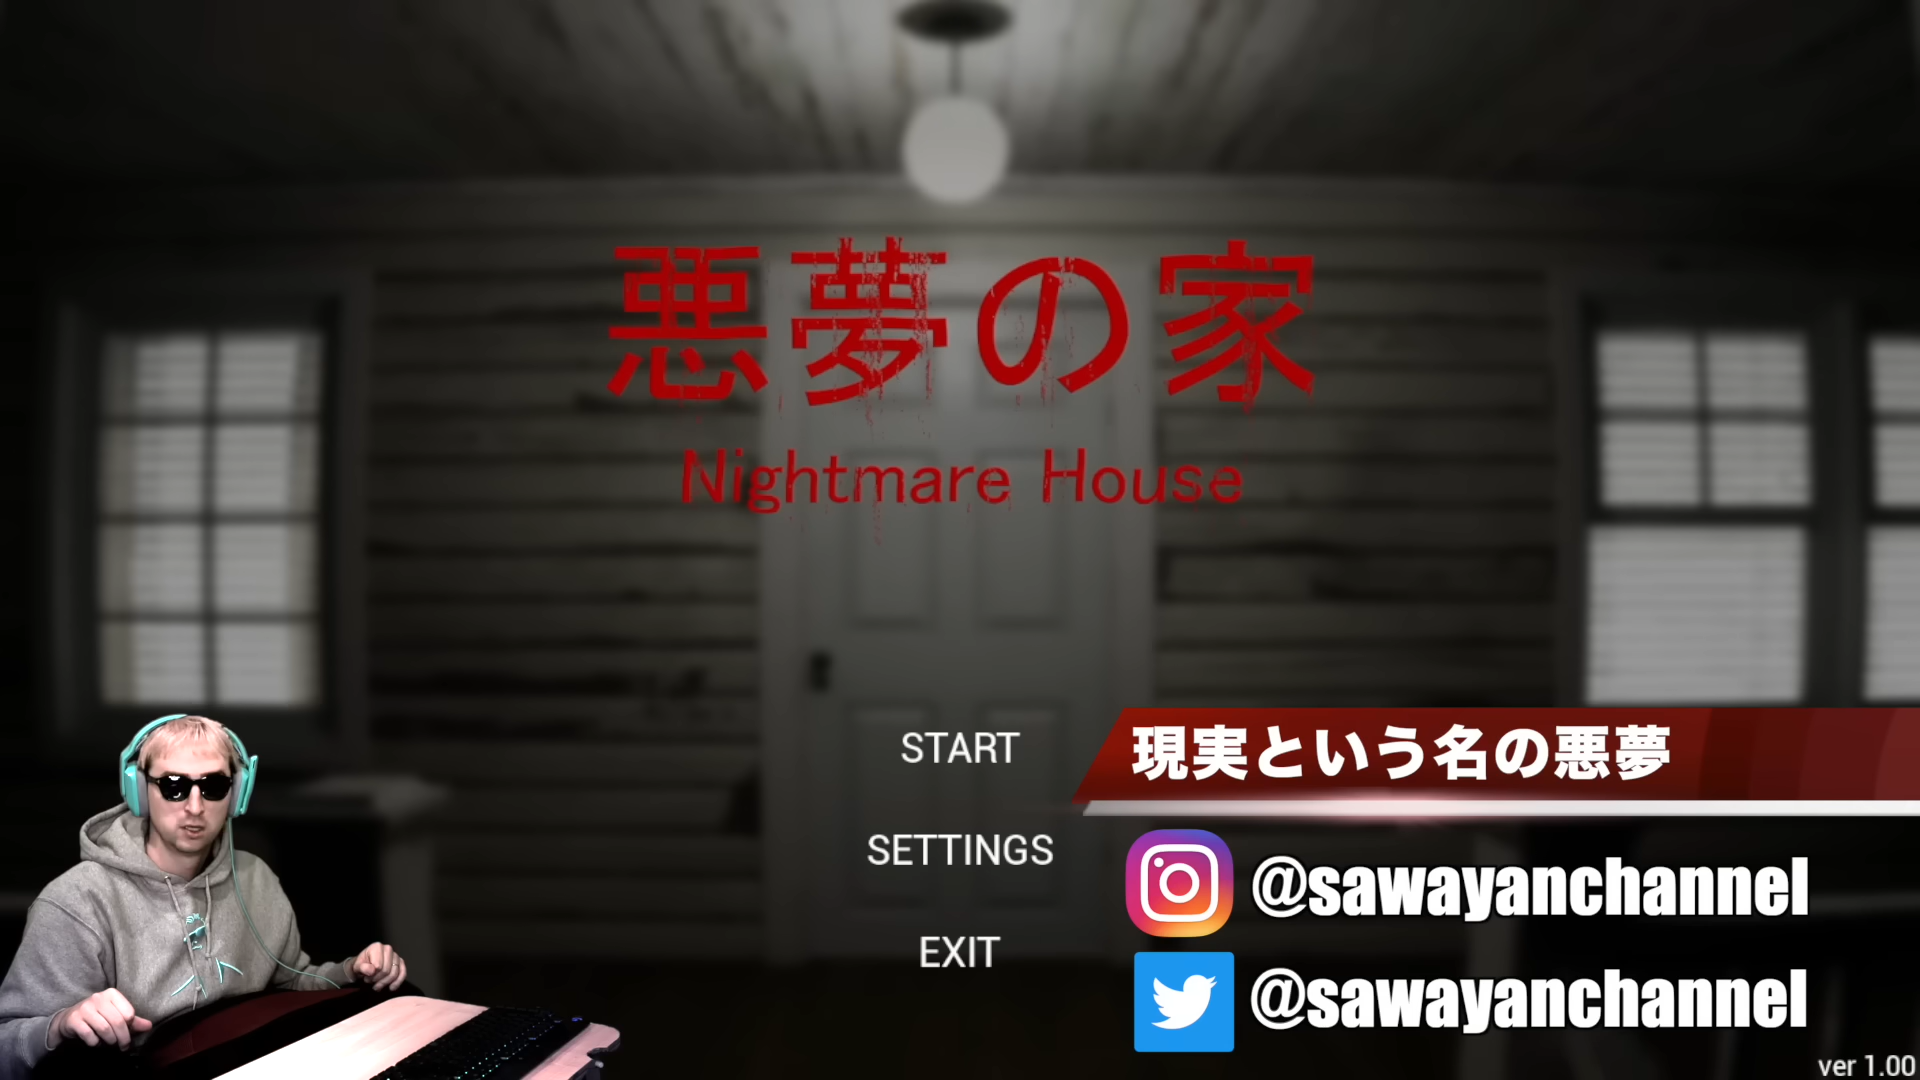 悪夢の家
Nightmare House
START
SETTINGS
EXIT
現実という名の悪夢
@sawayanchannel
@sawayanchannel
ver 1.00